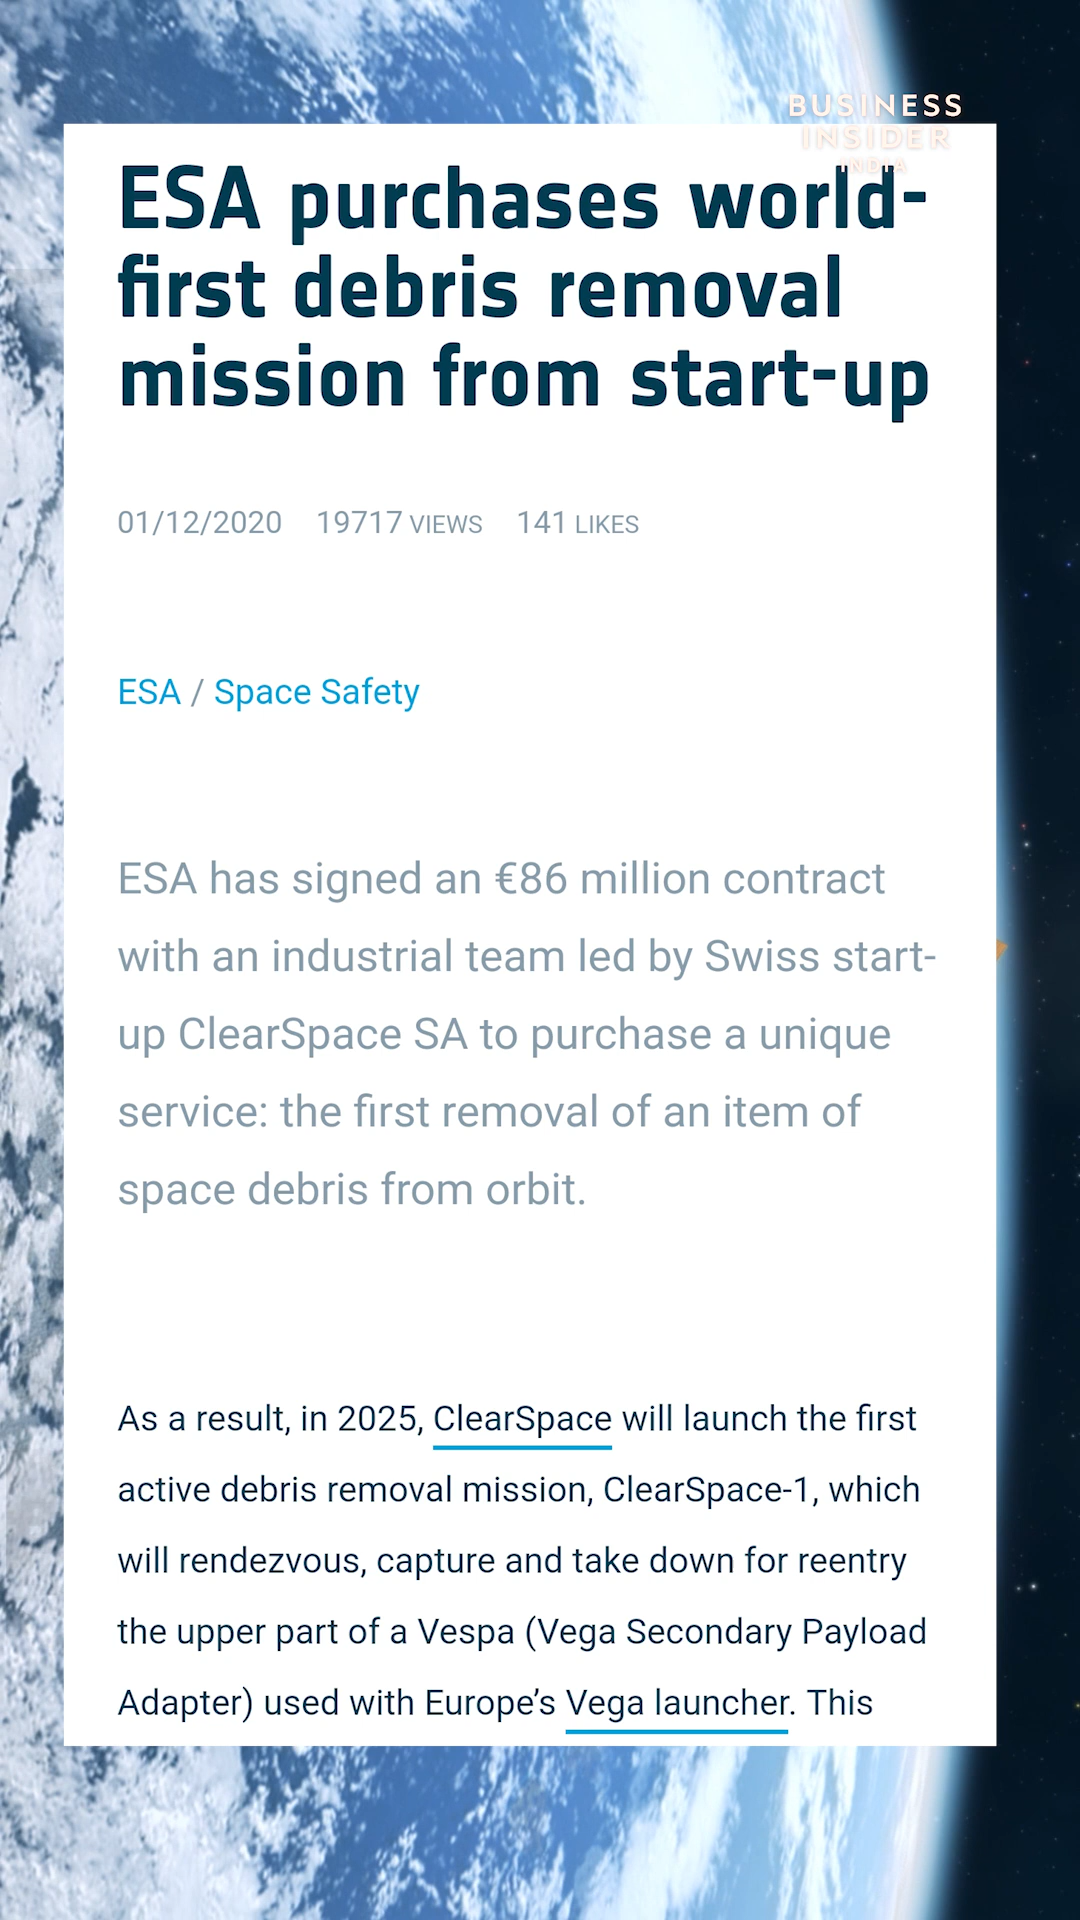 BUSINESS
INSIDER
INDIA
ESA purchases world-
first debris removal
mission from start-up
01/12/2020 19717 VIEWS 141 LIKES
ESA / Space Safety
ESA has signed an €86 million contract
with an industrial team led by Swiss start-
up ClearSpace SA to purchase a unique
service: the first removal of an item of
space debris from orbit.
As a result, in 2025, ClearSpace will launch the first
active debris removal mission, ClearSpace-1, which
will rendezvous, capture and take down for reentry
the upper part of a Vespa (Vega Secondary Payload
Adapter) used with Europe’s Vega launcher. This